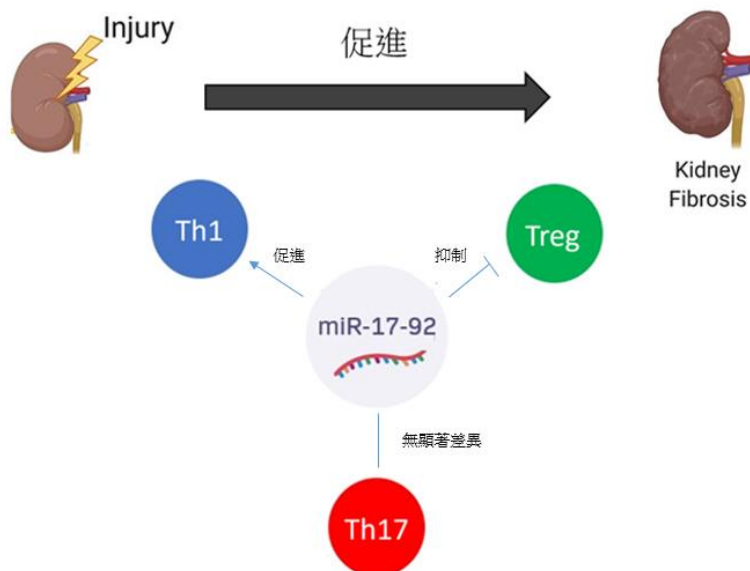 Injury
促進
Kidney
Fibrosis
Th1
促進
抑制
Treg
miR-17-92
無顯著差異
Th17